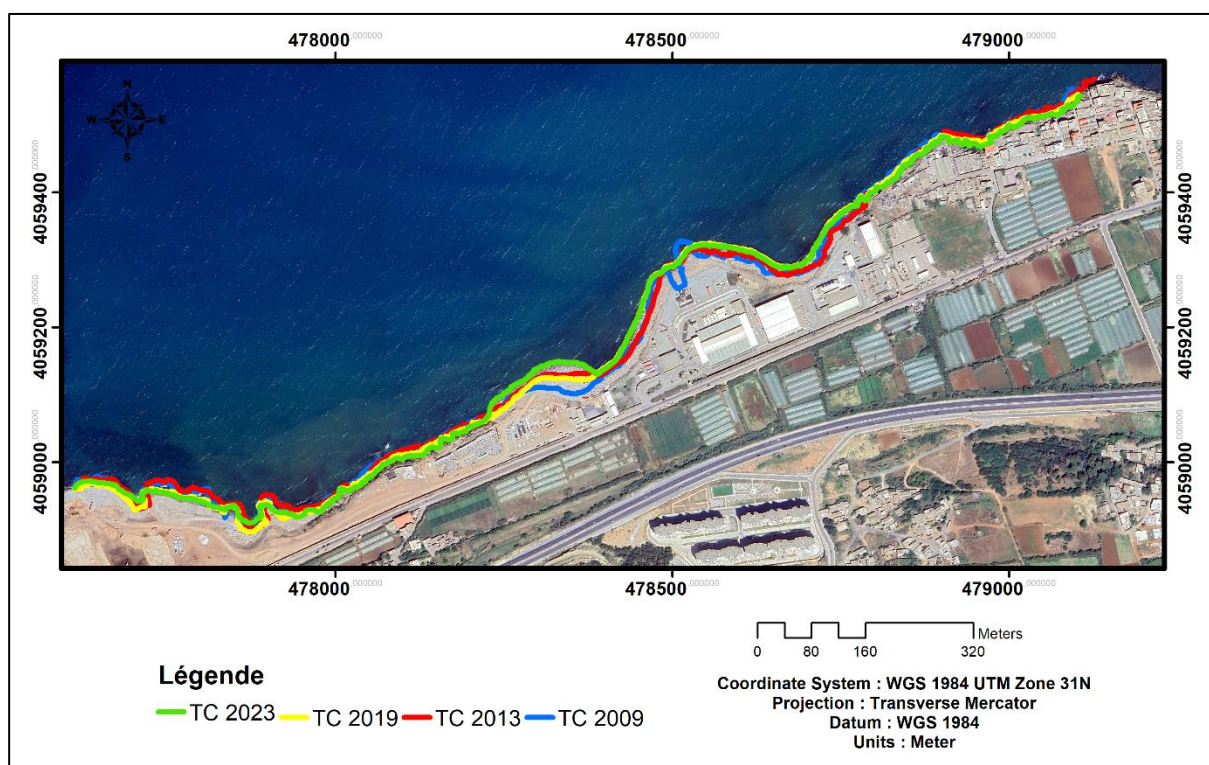 478000,000000 478500,000000 479000,000000
N
W E
S
4059400,000000 4059400,000000
4059200,000000 4059200,000000
4059000,000000 4059000,000000
478000,000000 478500,000000 479000,000000
Meters
0 80 160 320
Légende
TC 2023 TC 2019 TC 2013 TC 2009
Coordinate System : WGS 1984 UTM Zone 31N
Projection : Transverse Mercator
Datum : WGS 1984
Units : Meter